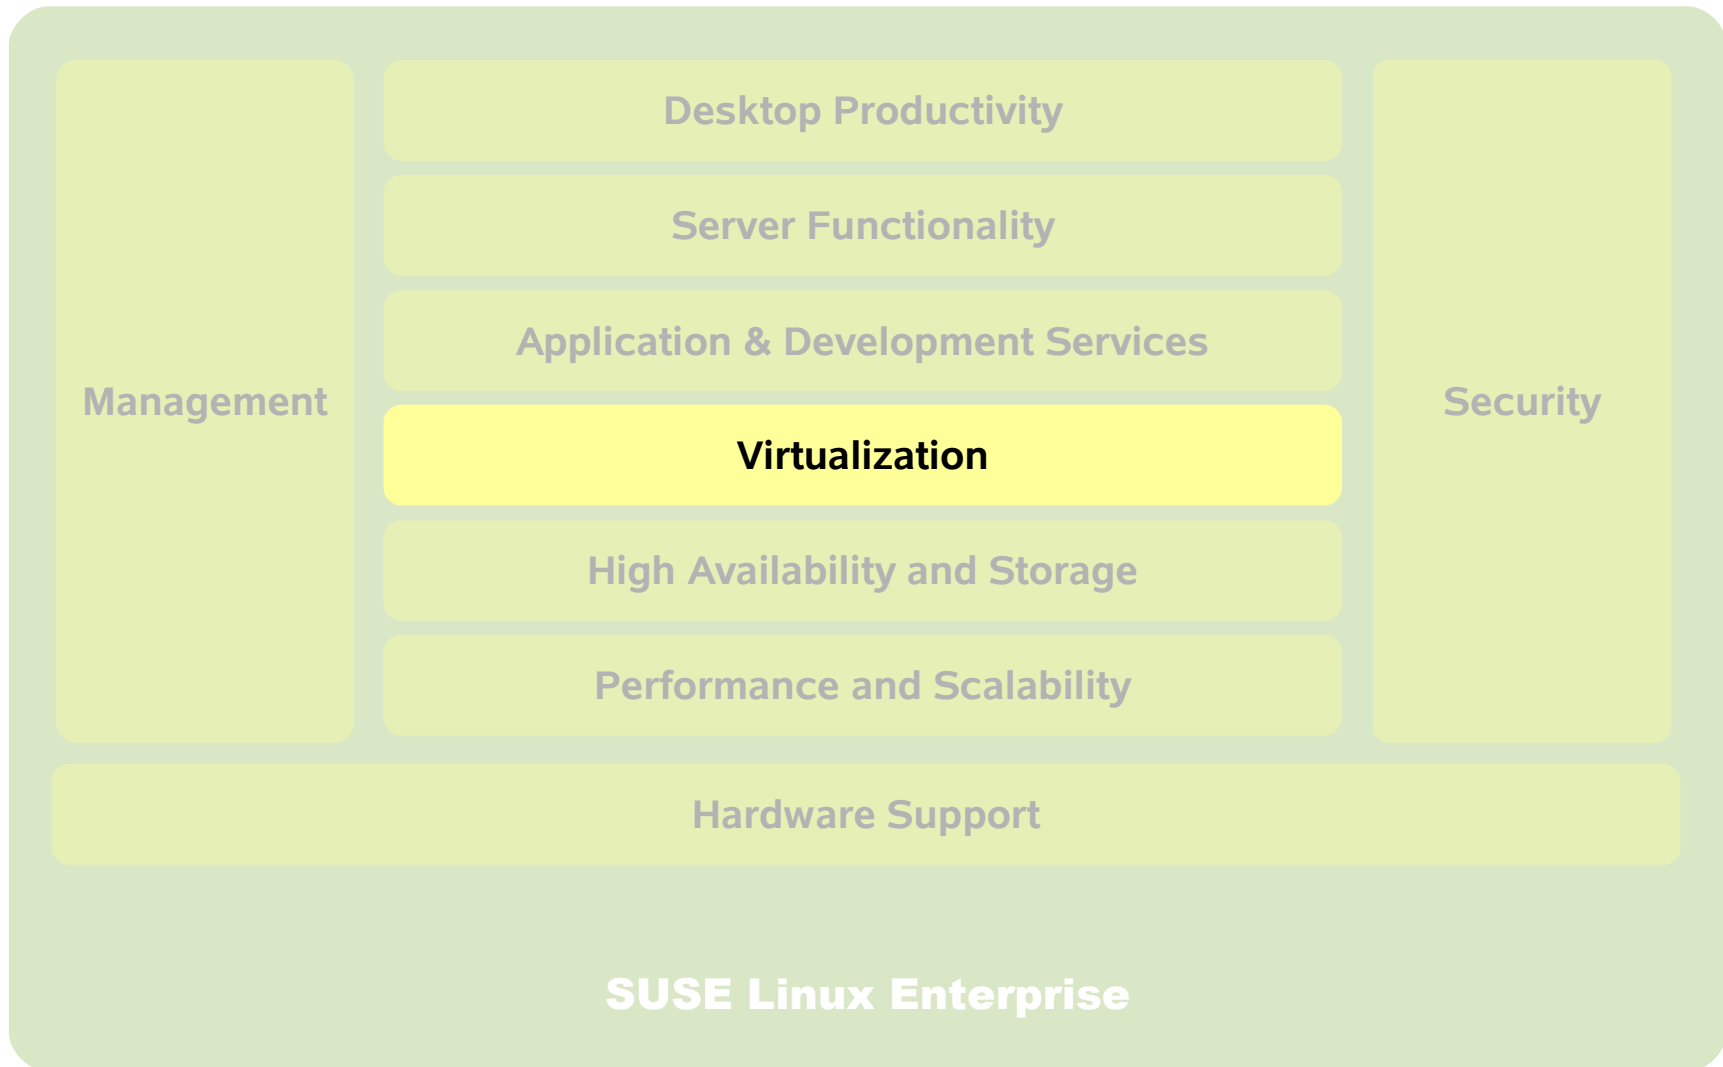 Desktop Productivity
Server Functionality
Application & Development Services
Management
Security
Virtualization
High Availability and Storage
Performance and Scalability
Hardware Support
SUSE Linux Enterprise